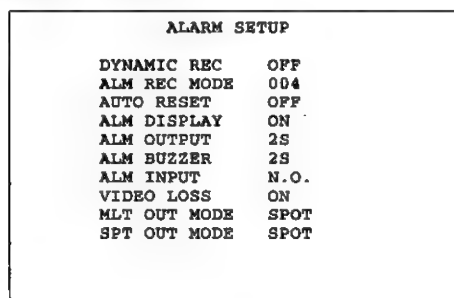 ALARM SETUP
DYNAMIC REC OFF
ALM REC MODE 004
AUTO RESET OFF
ALM DISPLAY ON
ALM OUTPUT 2S
ALM BUZZER 2S
ALM INPUT N.O.
VIDEO LOSS ON
MLT OUT MODE SPOT
SPT OUT MODE SPOT